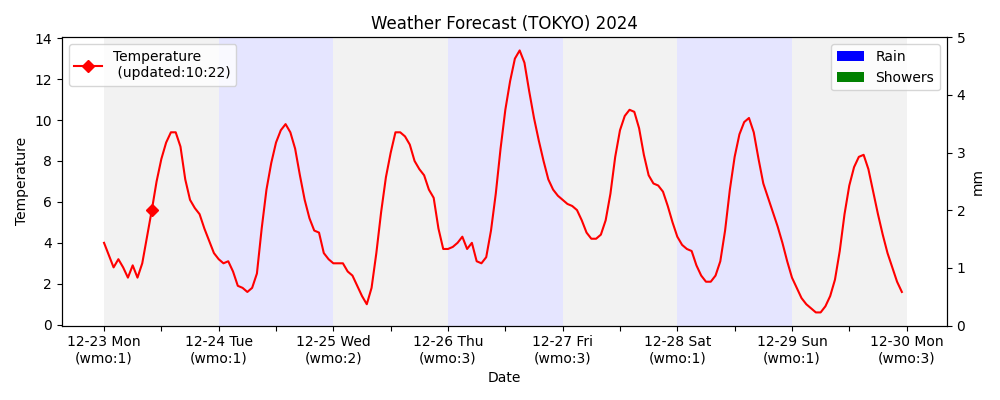 Weather Forecast (TOKYO) 2024
Temperature
(updated:10:22)
Rain
Showers
14
12
10
8
6
4
2
0
Temperature
5
4
3
2
1
0
mm
12-23 Mon
(wmo:1)
12-24 Tue
(wmo:1)
12-25 Wed
(wmo:2)
12-26 Thu
(wmo:3)
12-27 Fri
(wmo:3)
12-28 Sat
(wmo:1)
12-29 Sun
(wmo:1)
12-30 Mon
(wmo:3)
Date